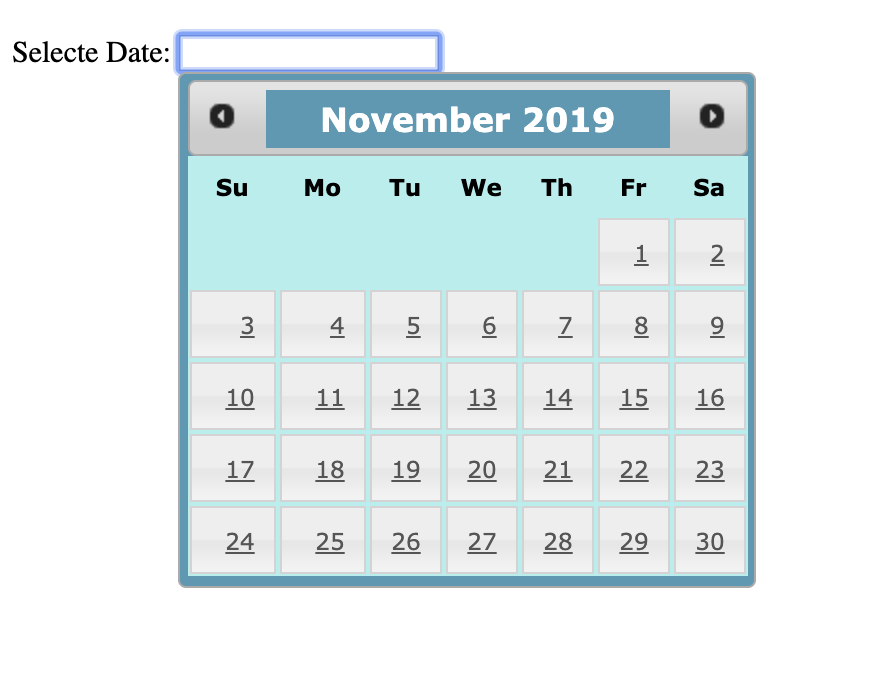 Selecte Date:
November 2019
Su Mo Tu We Th Fr Sa
1 2
3 4 5 6 7 8 9
10 11 12 13 14 15 16
17 18 19 20 21 22 23
24 25 26 27 28 29 30